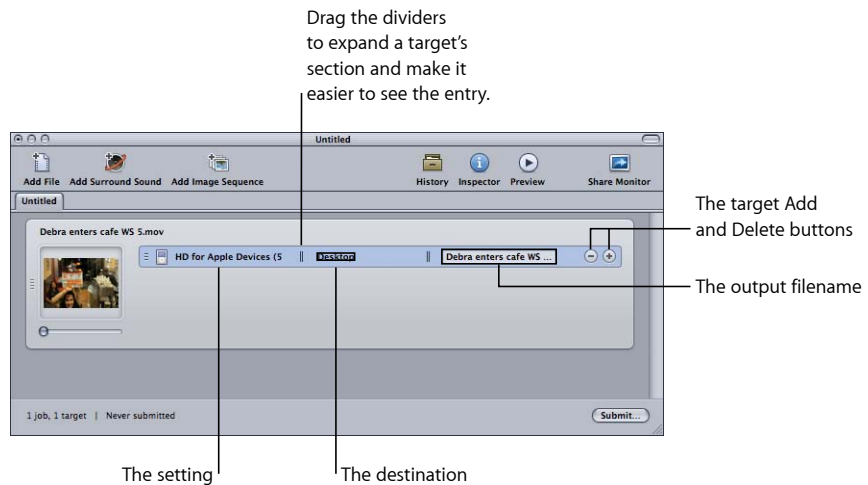 Drag the dividers
to expand a target's
section and make it
easier to see the entry.
Untitled
Add File Add Surround Sound Add Image Sequence History Inspector Preview Share Monitor
Untitled
Debra enters cafe WS 5.mov
HD for Apple Devices (5 Desktop Debra enters cafe WS ...
The target Add
and Delete buttons
The output filename
1 job, 1 target | Never submitted Submit...
The setting The destination